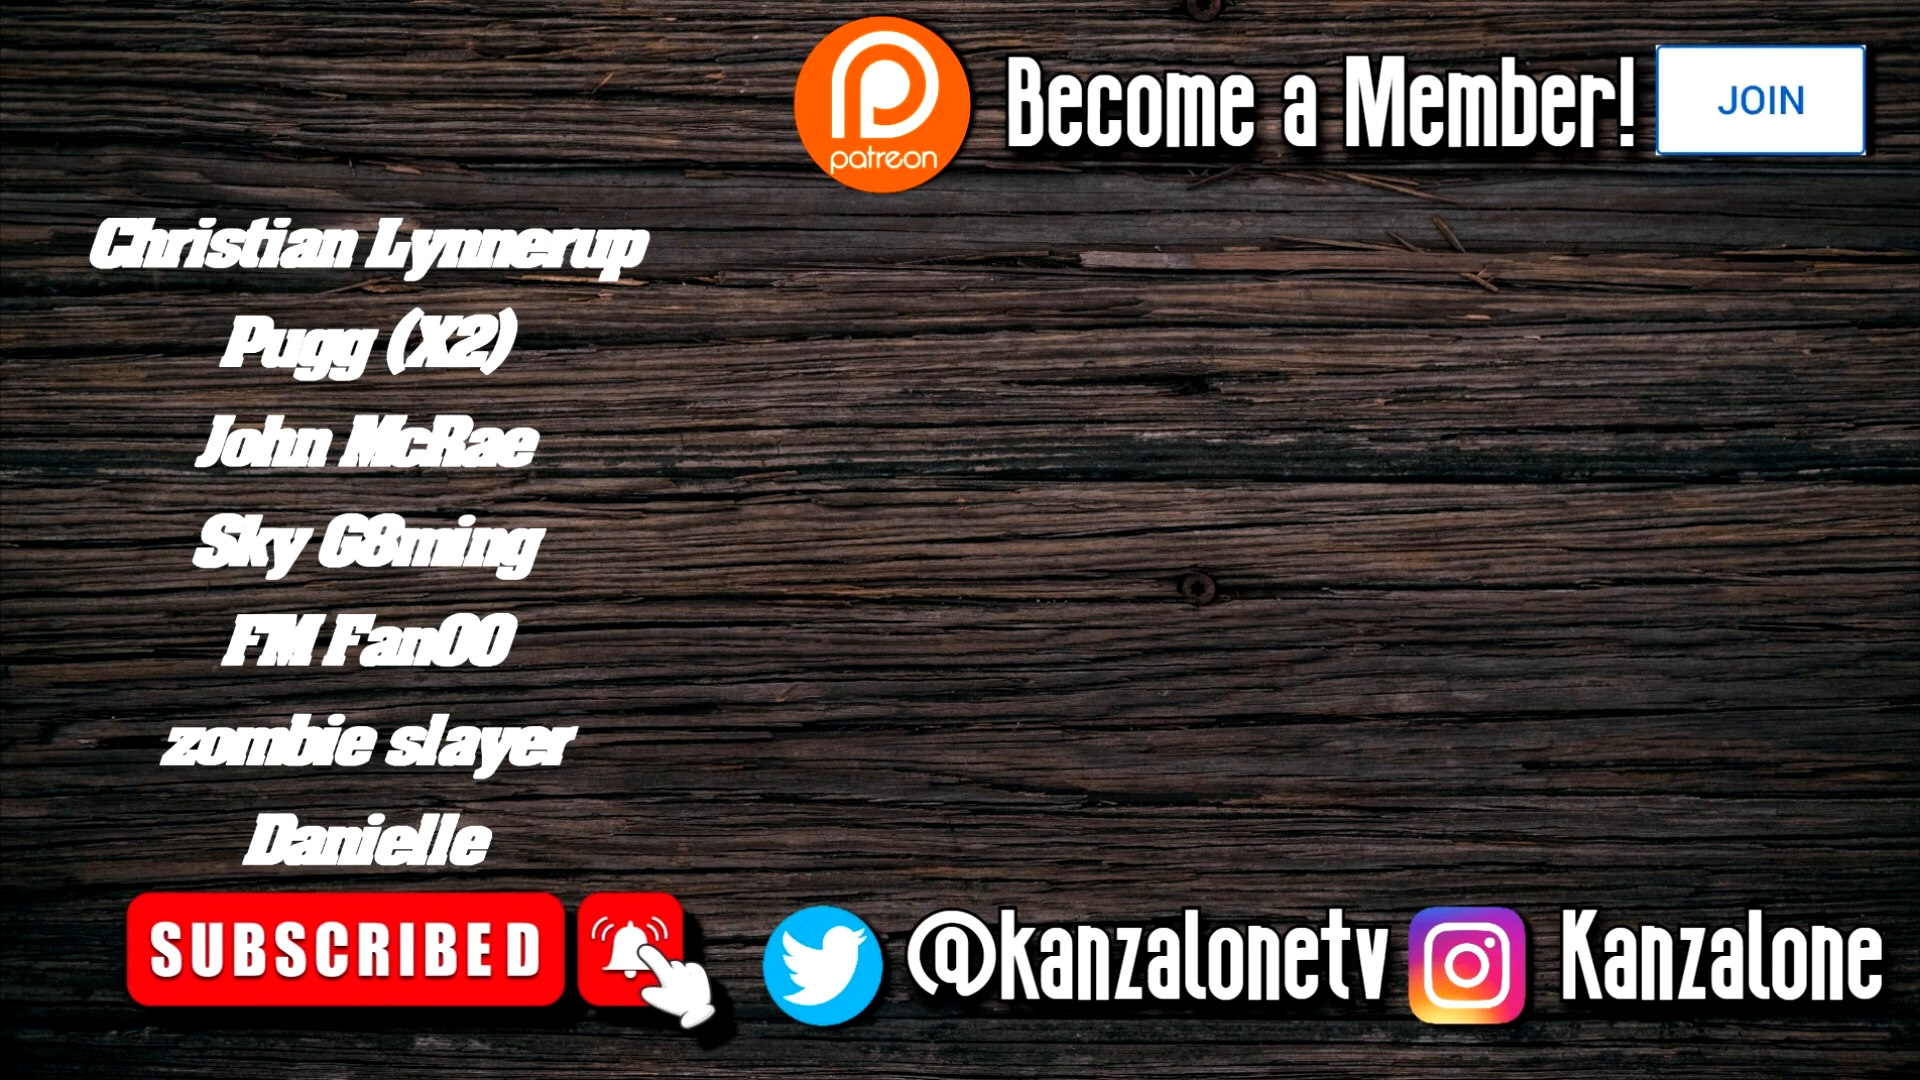 patreon
Become a Member!
JOIN
Christian Lynnerup
Pugg (X2)
John McRae
Sky G8ming
FM Fan00
zombie slayer
Danielle
SUBSCRIBED
@kanzalonetv
Kanzalone